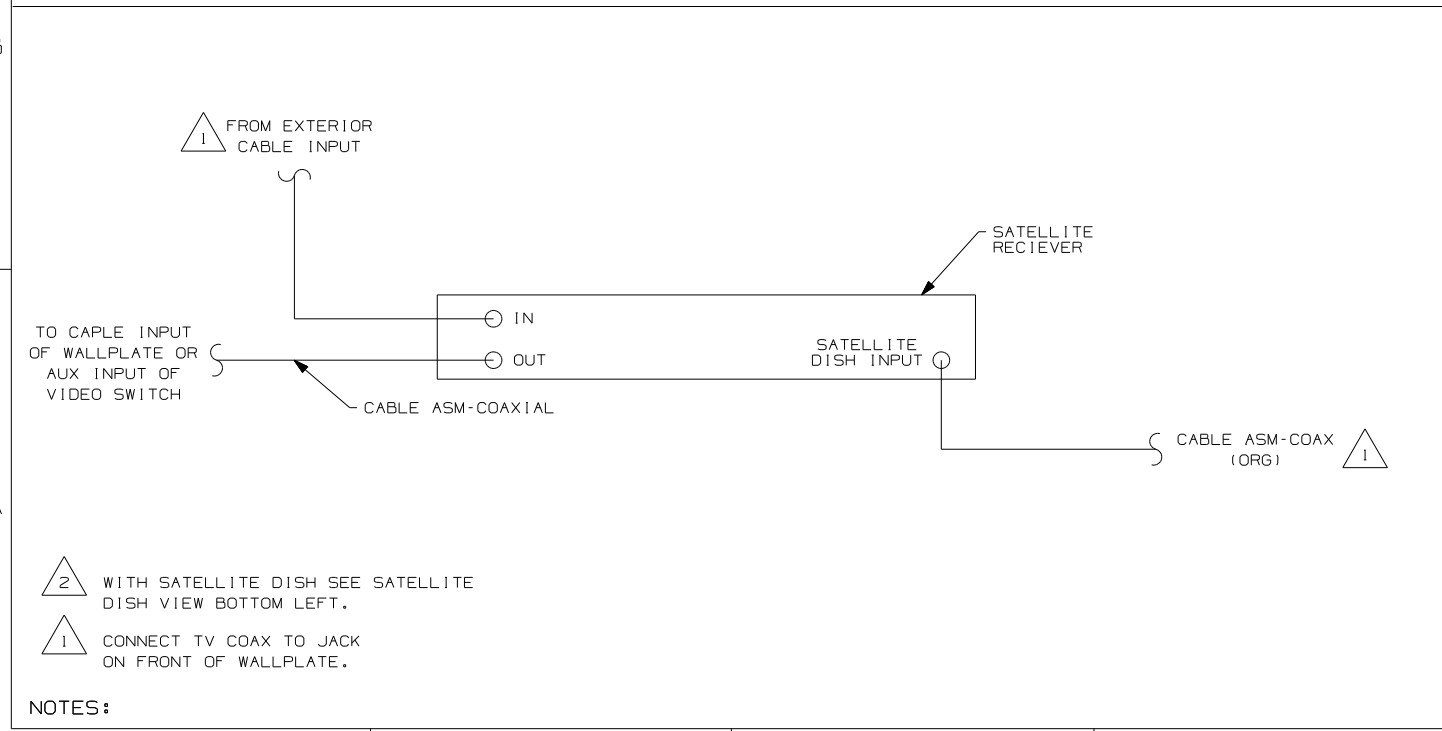 1
FROM EXTERIOR
CABLE INPUT
SATELLITE
RECIEVER
IN
TO CAPLE INPUT
OF WALLPLATE OR
AUX INPUT OF
VIDEO SWITCH
OUT
SATELLITE
DISH INPUT
CABLE ASM-COAXIAL
CABLE ASM-COAX
(ORG)
1
2
WITH SATELLITE DISH SEE SATELLITE
DISH VIEW BOTTOM LEFT.
1
CONNECT TV COAX TO JACK
ON FRONT OF WALLPLATE.
NOTES: